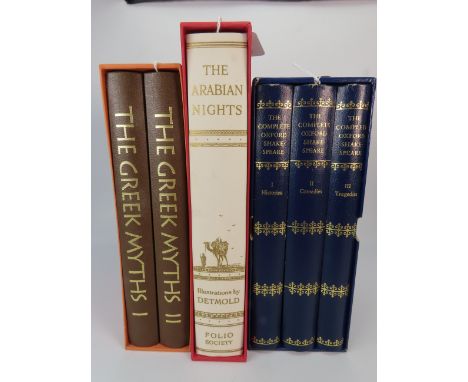 THE GREEK MYTHS I
THE GREEK MYTHS II
THE
ARABIAN
NIGHTS
Illustrations by
DETMOLD
FOLIO
SOCIETY
THE
COMPLETE
OXFORD
SHAKE
SPEARE
I
Histories
THE
COMPLETE
OXFORD
SHAKE
SPEARE
II
Comedies
THE
COMPLETE
OXFORD
SHAKE
SPEARE
III
Tragedies